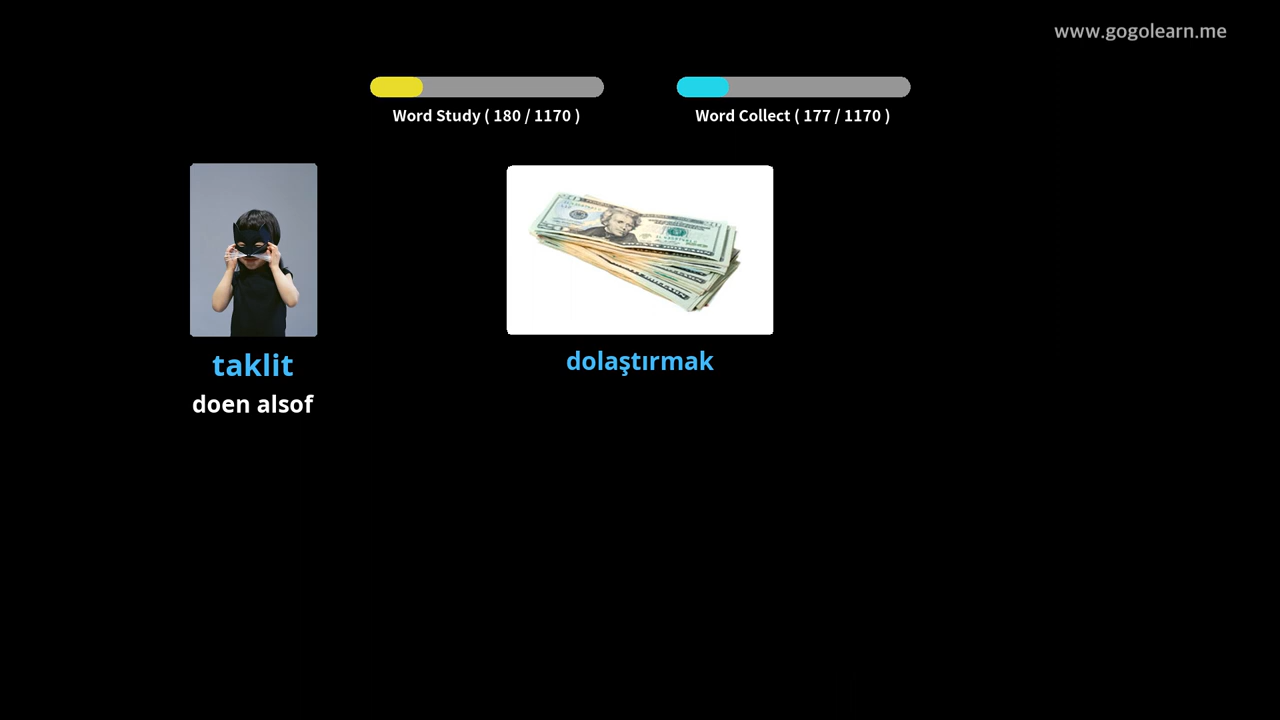 www.gogolearn.me
Word Study ( 180 / 1170 )
Word Collect ( 177 / 1170 )
taklit
doen alsof
dolaştırmak